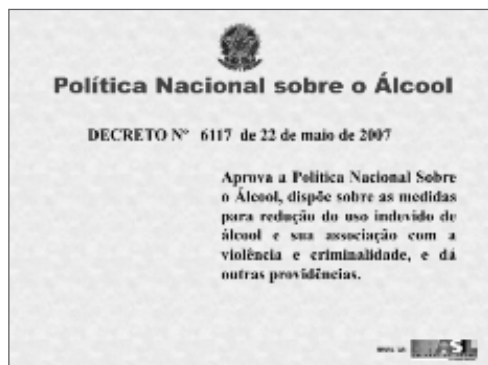 Política Nacional sobre o Álcool
DECRETO Nº 6117 de 22 de maio de 2007
Aprova a Política Nacional Sobre
o Álcool, dispõe sobre as medidas
para redução do uso indevido de
álcool e sua associação com a
violência e criminalidade, e dá
outras providências.